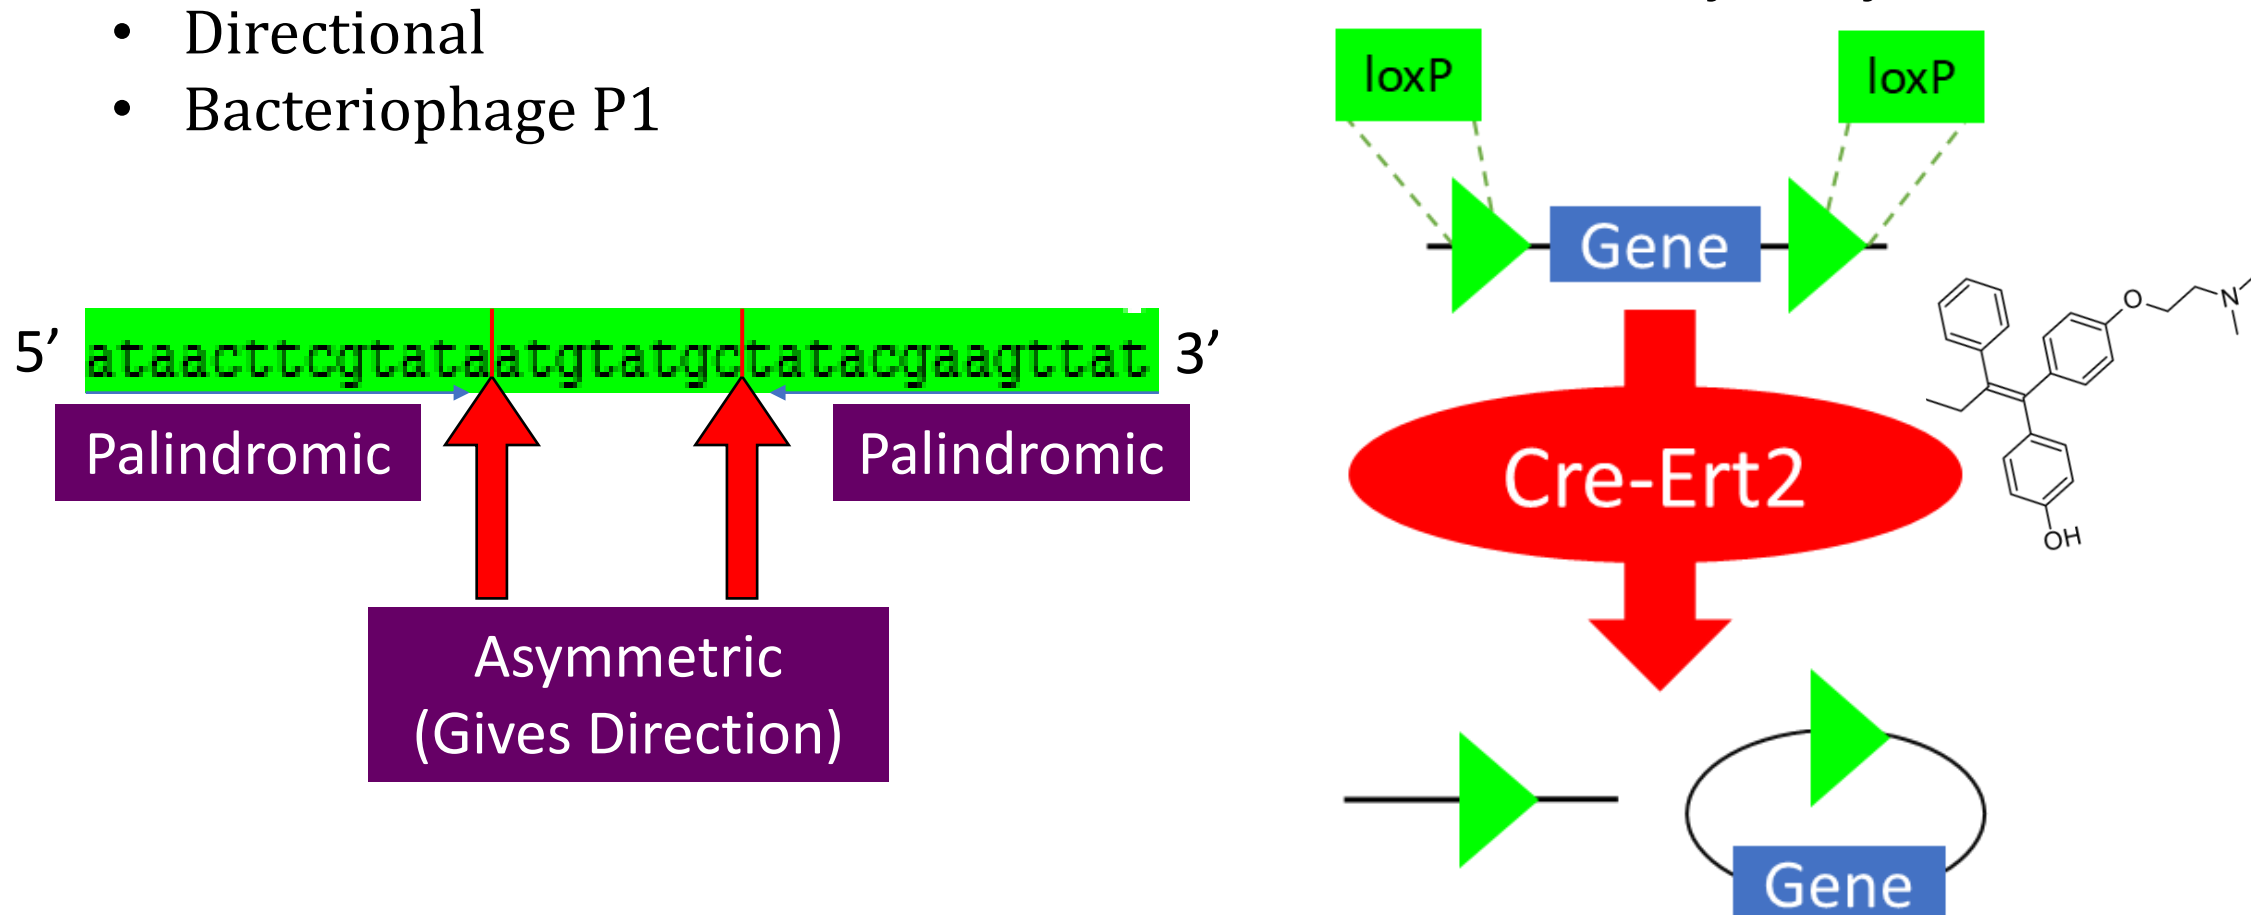 • Directional
• Bacteriophage P1
5’ ataacttcgtataatgtatgctatacgaagttat 3’
Palindromic
Palindromic
Asymmetric
(Gives Direction)
loxP
loxP
Gene
O
N
Cre-Ert2
OH
Gene